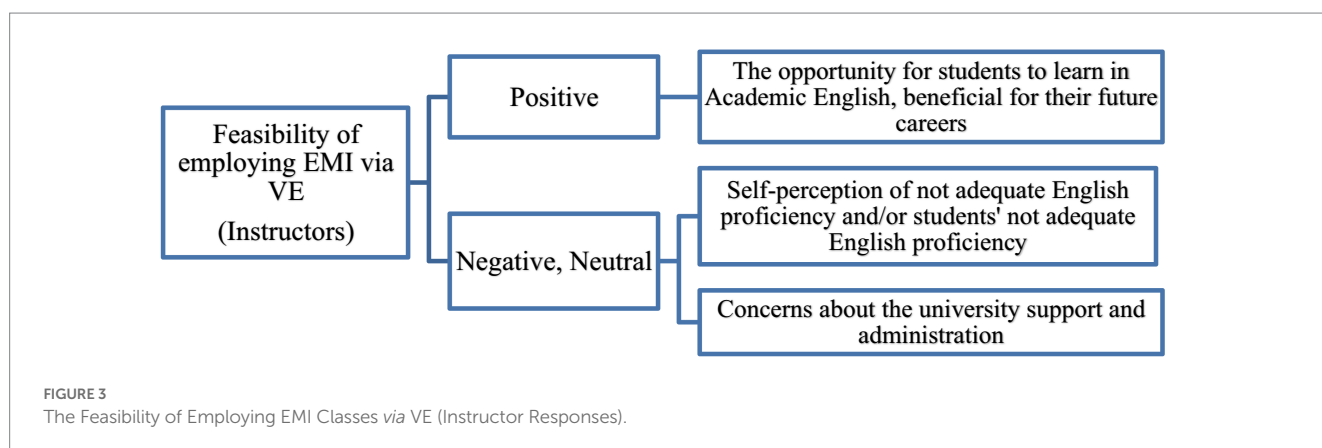 Feasibility of
employing EMI via
VE
(Instructors)
Positive
The opportunity for students to learn in
Academic English, beneficial for their future
careers
Negative, Neutral
Self-perception of not adequate English
proficiency and/or students' not adequate
English proficiency
Concerns about the university support and
administration
FIGURE 3
The Feasibility of Employing EMI Classes via VE (Instructor Responses).